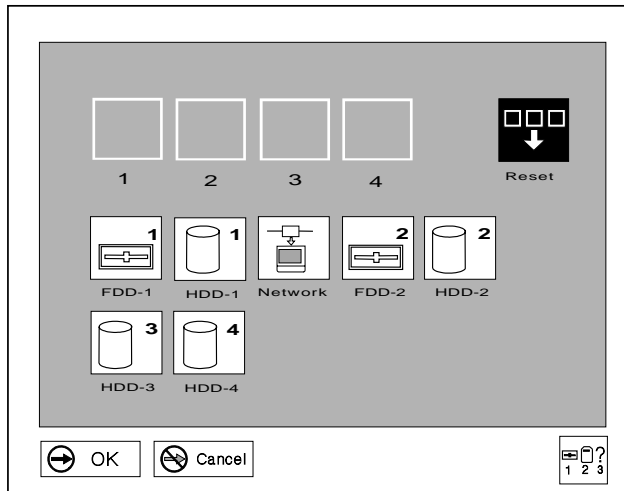 1 2 3 4
Reset
1 1 2 2
FDD-1 HDD-1 Network FDD-2 HDD-2
3 4
HDD-3 HDD-4
OK Cancel
?
1 2 3